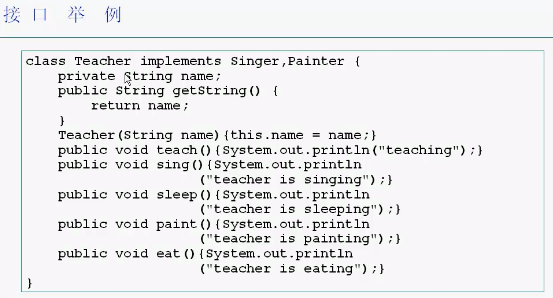 接口举例
class Teacher implements Singer,Painter {
    private String name;
    public String getString() {
        return name;
    }
    Teacher(String name){this.name = name;}
    public void teach(){System.out.println("teaching");}
    public void sing(){System.out.println
                    ("teacher is singing");}
    public void sleep(){System.out.println
                    ("teacher is sleeping");}
    public void paint(){System.out.println
                    ("teacher is painting");}
    public void eat(){System.out.println
                    ("teacher is eating");}
}